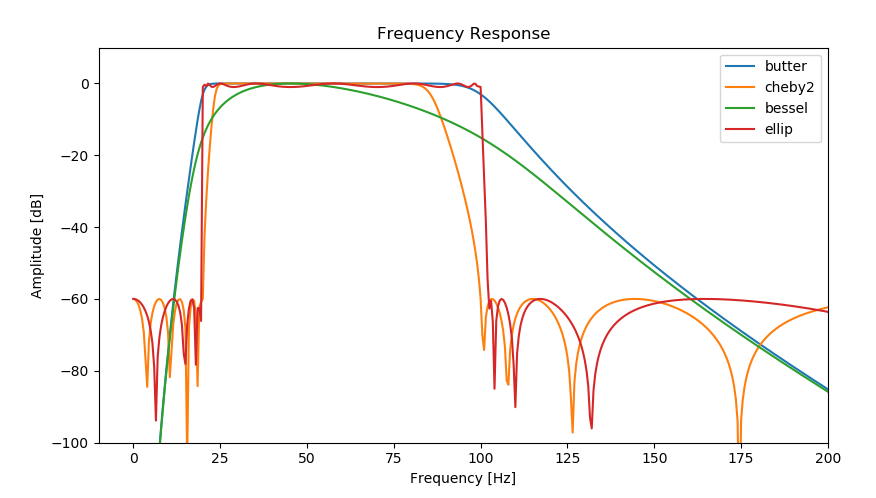 Frequency Response
butter
cheby2
bessel
ellip
Amplitude [dB]
0
−20
−40
−60
−80
−100
0
25
50
75
100
125
150
175
200
Frequency [Hz]